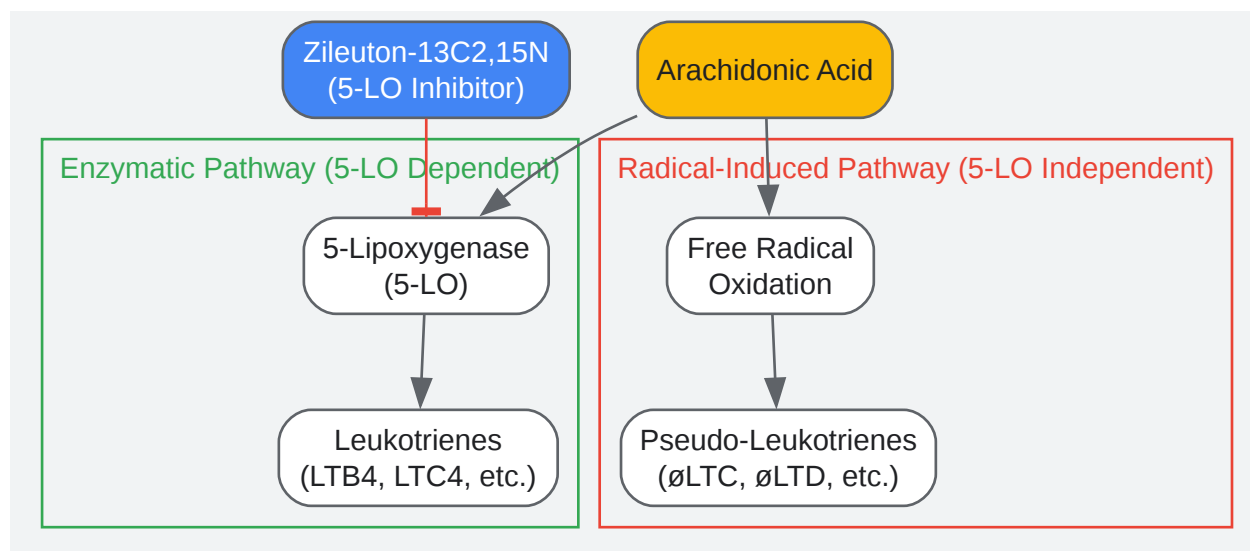 Zileuton-13C2,15N
(5-LO Inhibitor)
Arachidonic Acid
Enzymatic Pathway (5-LO Dependent)
Radical-Induced Pathway (5-LO Independent)
5-Lipoxygenase
(5-LO)
Free Radical
Oxidation
Leukotrienes
(LTB4, LTC4, etc.)
Pseudo-Leukotrienes
(øLTC, øLTD, etc.)